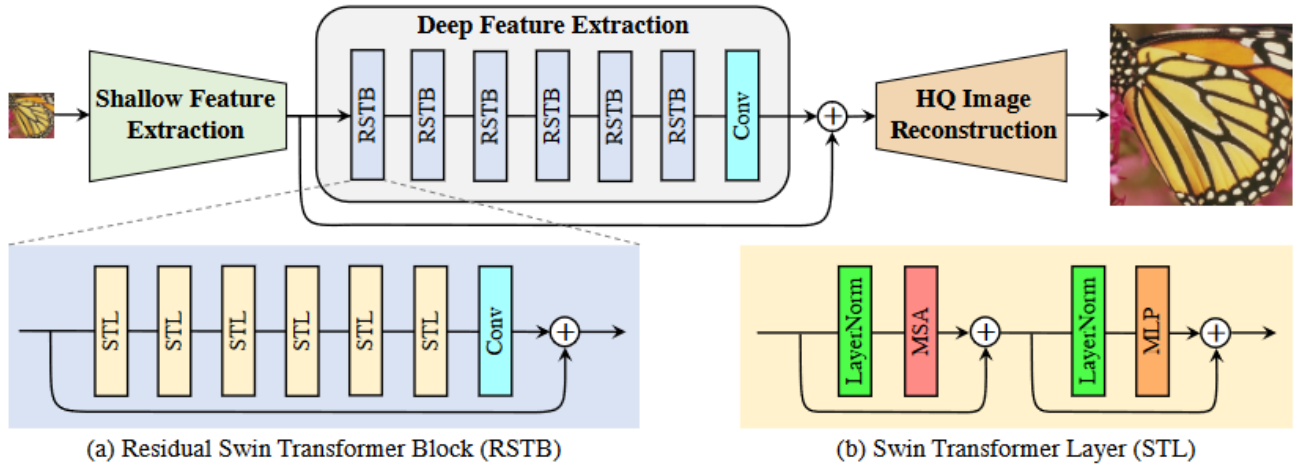 Deep Feature Extraction
Shallow Feature
Extraction
RSTB
RSTB
RSTB
RSTB
RSTB
RSTB
Conv
+
HQ Image
Reconstruction
STL
STL
STL
STL
STL
STL
Conv
+
LayerNorm
MSA
+
LayerNorm
MLP
+
(a) Residual Swin Transformer Block (RSTB)
(b) Swin Transformer Layer (STL)